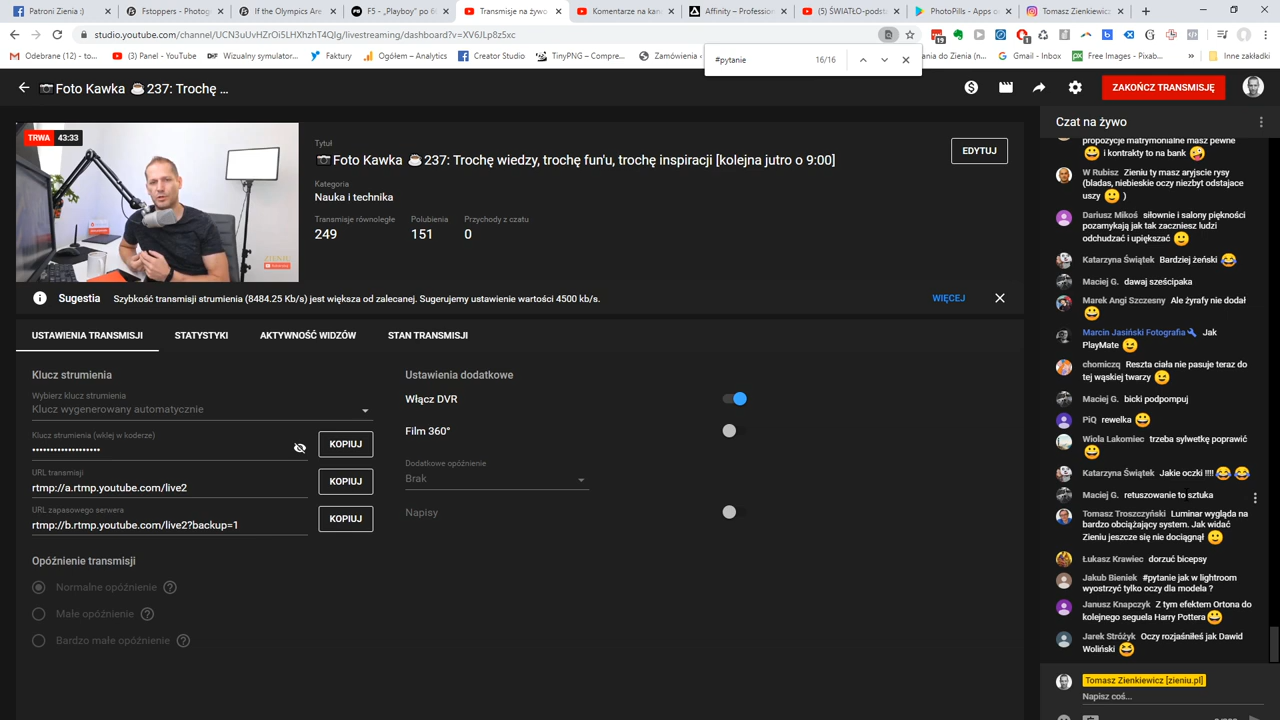 Patroni Zienia :)
Fstoppers - Photog
If the Olympics Are
F5 - „Playboy” po 6
Transmisje na żywo
Komentarze na kan
Affinity – Profession
(5) ŚWIATŁO-podst
PhotoPills - Apps o
Tomasz Zienkiewicz
studio.youtube.com/channel/UCN3uUvHZrOi5LHXhzhT4QIg/livestreaming/dashboard?v=XV6JLp8z5xc
Odebrane (12) - to...
(3) Panel - YouTube
Wizualny dBm...
Faktury
Ogółem – Analytics
Creator Studio
TinyPNG – Compre...
Zamówienia
Gmail - Inbox
Free Images - Pixab...
»
Inne zakładki
#pytanie
16/16
Foto Kawka 237: Trochę ...
ZAKOŃCZ TRANSMISJĘ
TRWA 43:33
ZIENIU
Tytuł
Foto Kawka 237: Trochę wiedzy, trochę fun'u, trochę inspiracji [kolejna jutro o 9:00]
EDYTUJ
Kategoria
Nauka i technika
Transmisje równoległe
Polubienia
Przychody z czatu
249
151
0
Sugestia
Szybkość transmisji strumienia (8484.25 Kb/s) jest większa od zalecanej. Sugerujemy ustawienie wartości 4500 kb/s.
WIĘCEJ
USTAWIENIA TRANSMISJI
STATYSTYKI
AKTYWNOŚĆ WIDZÓW
STAN TRANSMISJI
Klucz strumienia
Wybierz klucz strumienia
Klucz wygenerowany automatycznie
Klucz strumienia (wklej w koderze)
••••••••••••••••••••
KOPIUJ
URL transmisji
rtmp://a.rtmp.youtube.com/live2
KOPIUJ
URL zapasowego serwera
rtmp://b.rtmp.youtube.com/live2?backup=1
KOPIUJ
Opóźnienie transmisji
Normalne opóźnienie
Małe opóźnienie
Bardzo małe opóźnienie
Ustawienia dodatkowe
Włącz DVR
Film 360°
Dodatkowe opóźnienie
Brak
Napisy
Czat na żywo
propozycje matrymonialne masz pewne
😀 i kontrakty to na bank 🤪
W Rubisz Zieniu ty masz aryjscie rysy
(bladas, niebieskie oczy niezbyt odstajace
uszy 🙂 )
Dariusz Mikoś siłownie i salony piękności
pozamykają jak tak zaczniesz ludzi
odchudzać i upiększać 🙂
Katarzyna Świątek Bardziej żeński 😂
Maciej G. dawaj sześcipaka
Marek Angi Szczesny Ale żyrafy nie dodał
😀
Marcin Jasiński Fotografia Jak
PlayMate 😉
chomiczq Reszta ciała nie pasuje teraz do
tej wąskiej twarzy 😉
Maciej G. bicki podpompuj
PiQ rewelka 😀
Wiola Lakomiec trzeba sylwetkę poprawić
😀
Katarzyna Świątek Jakie oczki !!!! 😂 😂
Maciej G. retuszowanie to sztuka
Tomasz Troszczyński Luminar wygląda na
bardzo obciążający system. Jak widać
Zieniu jeszcze się nie dociągnął 🙂
Łukasz Krawiec dorzuć bicepsy
Jakub Bieniek #pytanie jak w lightroom
wyostrzyć tylko oczy dla modela ?
Janusz Knapczyk Z tym efektem Ortona do
kolejnego seguela Harry Pottera 😀
Jarek Stróżyk Oczy rozjaśniłeś jak Dawid
Woliński 😆
Tomasz Zienkiewicz [zieniu.pl]
Napisz coś...